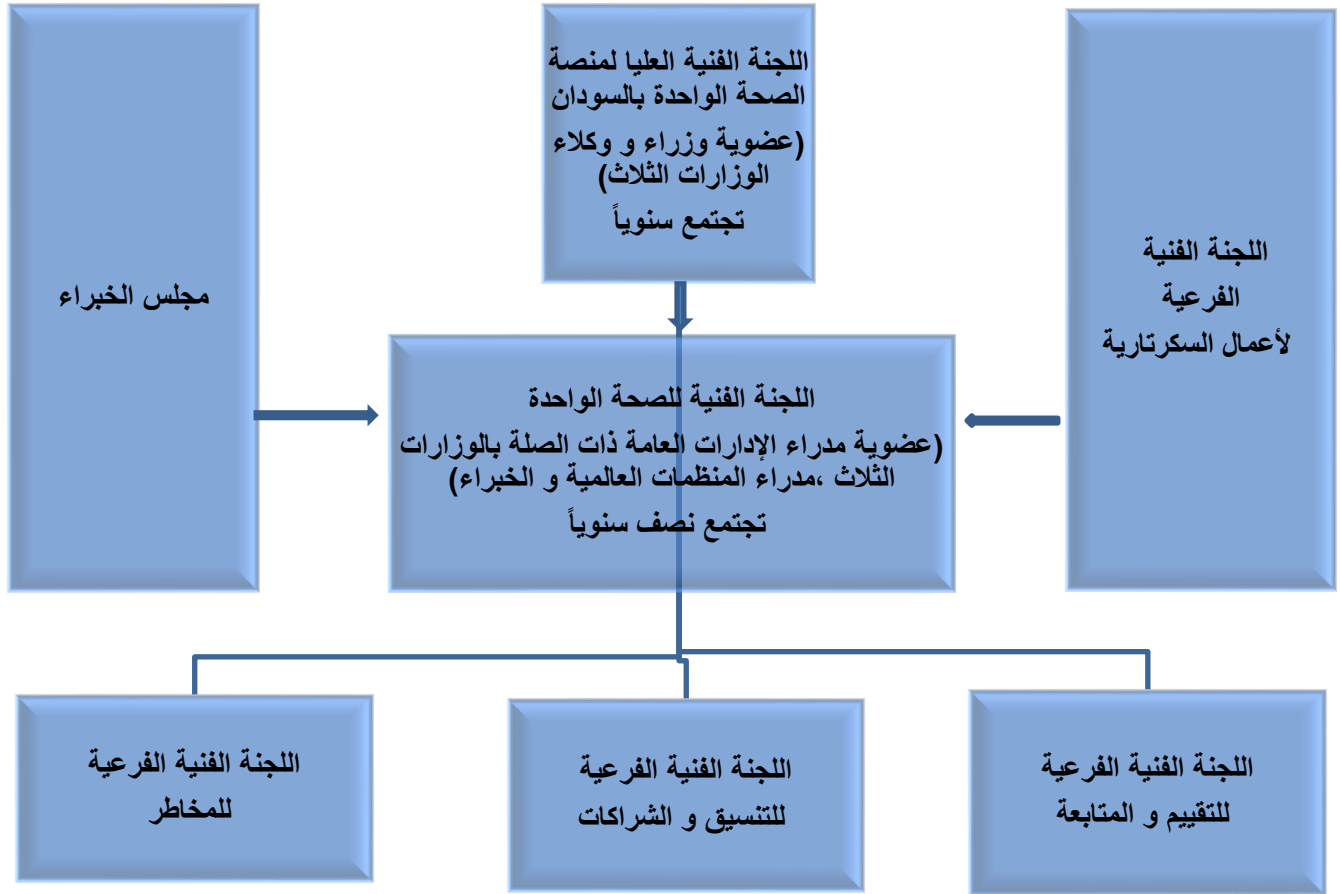 اللجنة الفنية العليا لمنصة
الصحة الواحدة بالسودان
(عضوية وزراء و وكلاء
الوزارات الثلاث)
تجتمع سنوياً
اللجنة الفنية
الفرعية
لأعمال السكرتارية
مجلس الخبراء
اللجنة الفنية للصحة الواحدة
(عضوية مدراء الإدارات العامة ذات الصلة بالوزارات
الثلاث ،مدراء المنظمات العالمية و الخبراء)
تجتمع نصف سنوياً
اللجنة الفنية الفرعية
للتقييم و المتابعة
اللجنة الفنية الفرعية
للتنسيق و الشراكات
اللجنة الفنية الفرعية
للمخاطر